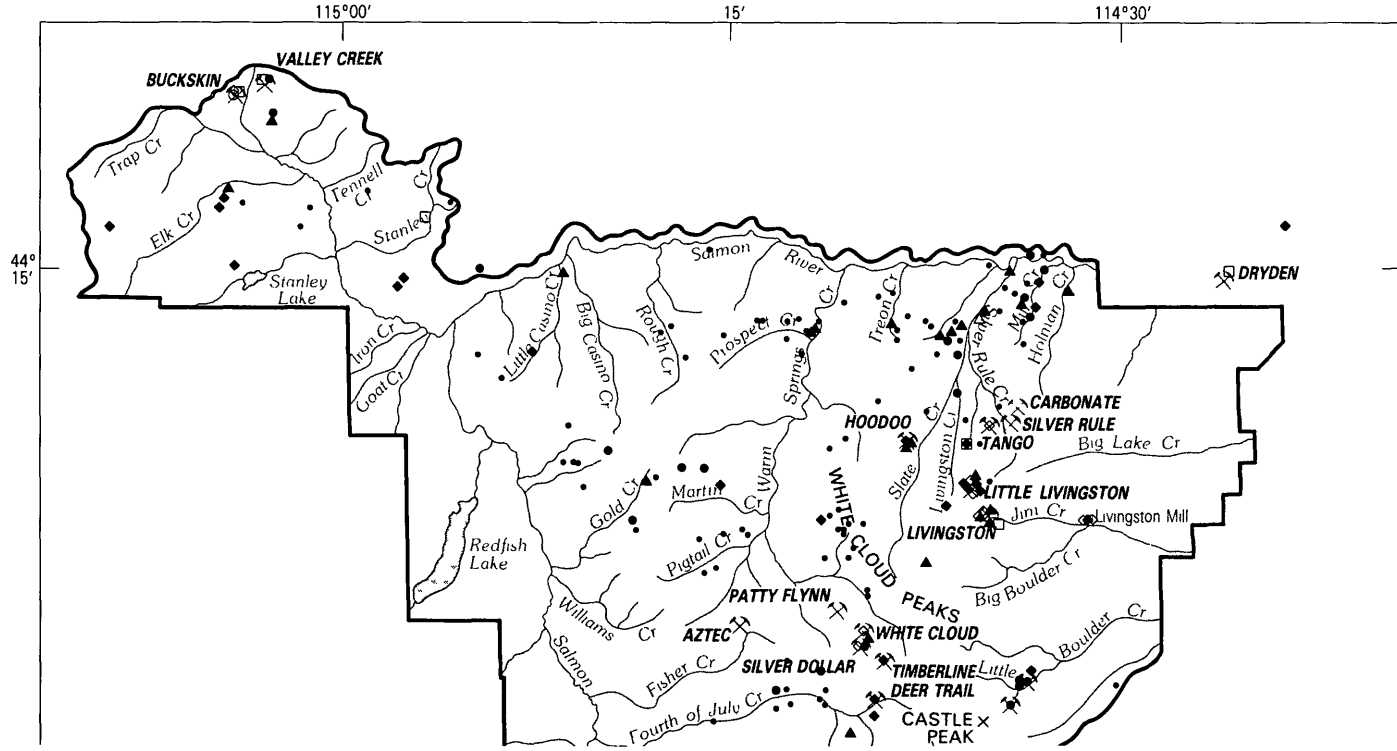 115°00'
15'
114°30'
VALLEY CREEK
BUCKSKIN
Trap Cr
Tennell
Cr
Cr
Elk Cr
Stanley
44°
15'
Stanley
Lake
Salmon
River
DRYDEN
Little Casino Cr
Big Casino Cr
Rough Cr
Prospect Cr
Cr
Treon Cr
Mill Cr
Holman Cr
Silver Rule Cr
Iron Cr
Goat Cr
Springs
CARBONATE
HOODOO
SILVER RULE
TANGO
Big Lake Cr
Slate Cr
Livingston Cr
Warm
WHITE
CLOUD
PEAKS
Martin
Cr
Gold Cr
LITTLE LIVINGSTON
Jim Cr
Livingston Mill
LIVINGSTON
Redfish
Lake
Pigtail Cr
Big Boulder Cr
PATTY FLYNN
Williams
Cr
AZTEC
WHITE CLOUD
Boulder
Cr
Salmon
Fisher Cr
SILVER DOLLAR
TIMBERLINE
Little
DEER TRAIL
Fourth of July Cr
CASTLE
PEAK